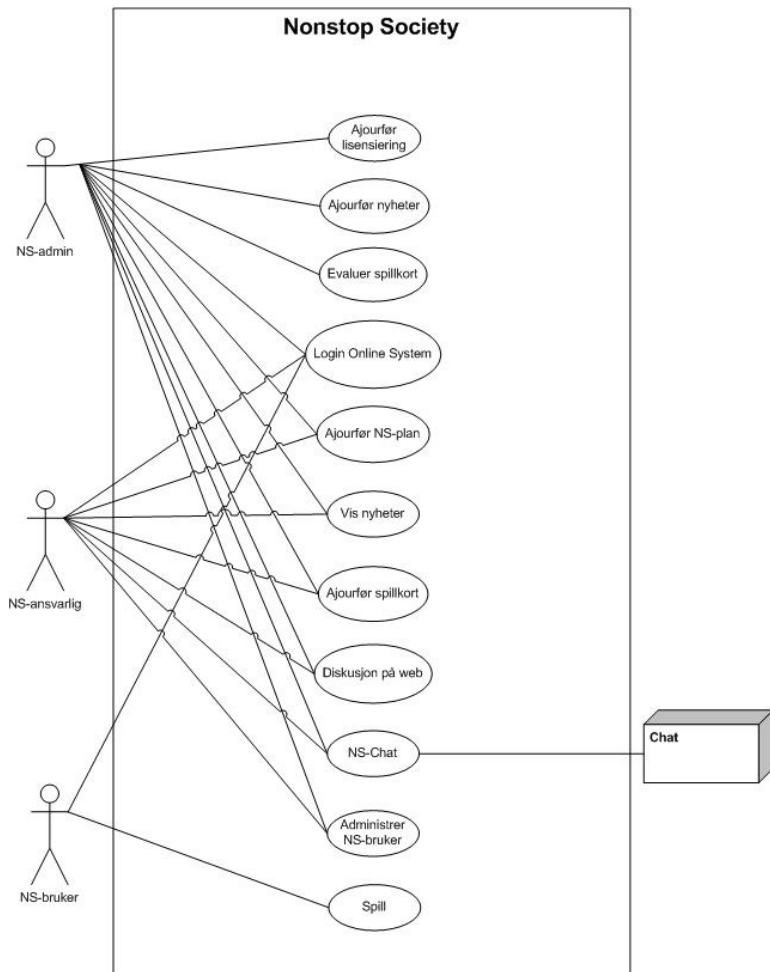 Nonstop Society
Ajourfør
lisensiering
NS-admin
Ajourfør nyheter
Evaluer spillkort
Login Online System
Ajourfør NS-plan
Vis nyheter
NS-ansvarlig
Ajourfør spillkort
Diskusjon på web
NS-Chat
Chat
Administrer
NS-bruker
NS-bruker
Spill